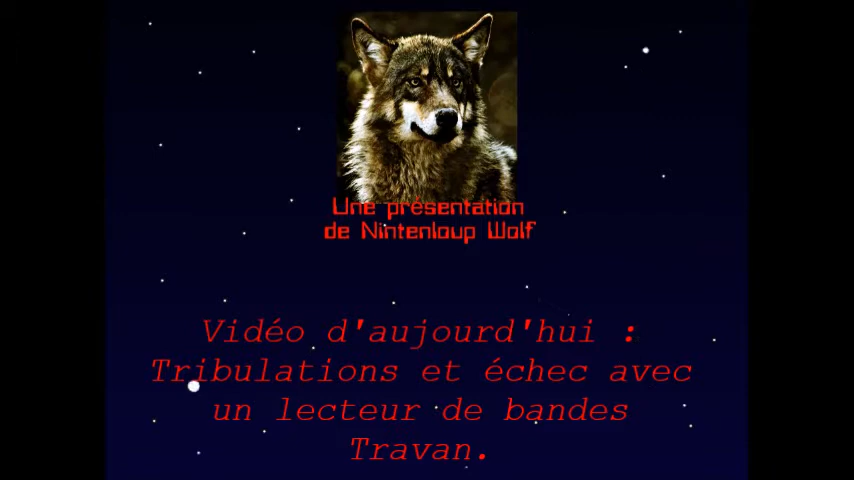 Une présentation
de Nintenloup Wolf
Vidéo d'aujourd'hui :
Tribulations et échec avec
un lecteur de bandes
Travan.